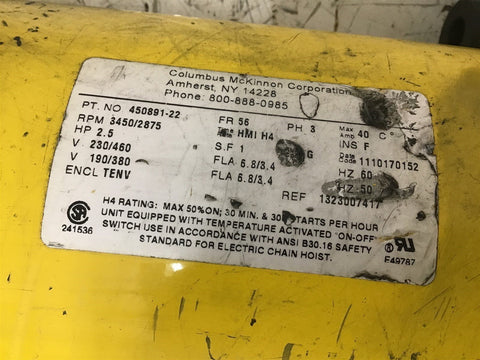 Columbus McKinnon Corporation
Amherst, NY 14228
Phone: 800-888-0985
PT. NO 450891-22 FR 56 PH 3 Max Amb 40 C°
RPM 3450/2875 HMI H4 INS F
HP 2.5 S.F 1 G Date Code 1110170152
V 230/460 FLA 6.8/3.4 HZ 60
V 190/380 FLA 6.8/3.4 HZ 50
ENCL TENV REF 1323007417
H4 RATING: MAX 50% ON; 30 MIN. & 30 STARTS PER HOUR
UNIT EQUIPPED WITH TEMPERATURE ACTIVATED "ON-OFF"
SWITCH USE IN ACCORDANCE WITH ANSI B30.16 SAFETY
STANDARD FOR ELECTRIC CHAIN HOIST.
241536
E49787